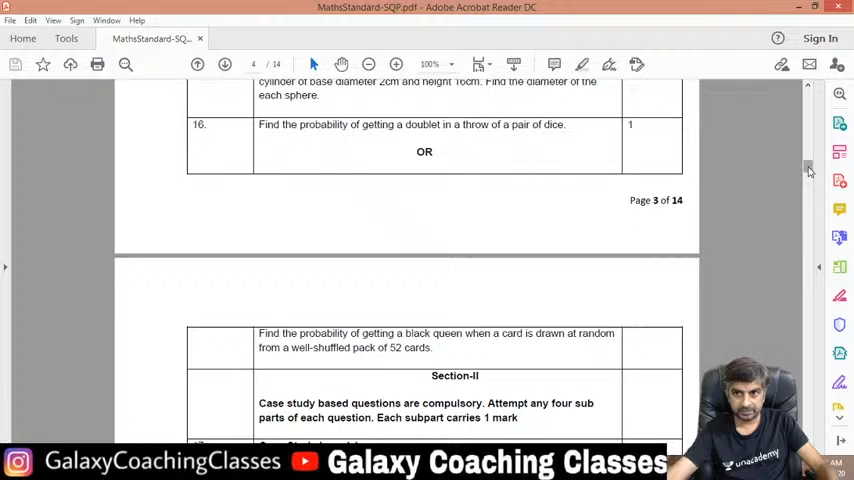 MathsStandard-SQP.pdf - Adobe Acrobat Reader DC
File Edit View Sign Window Help
Home Tools MathsStandard-SQ... × Sign In
4 / 14 100%
cylinder of base diameter 2cm and height 16cm. Find the diameter of the
each sphere.
16. Find the probability of getting a doublet in a throw of a pair of dice. 1
OR
Page 3 of 14
Find the probability of getting a black queen when a card is drawn at random
from a well-shuffled pack of 52 cards.
Section-II
Case study based questions are compulsory. Attempt any four sub
parts of each question. Each subpart carries 1 mark
GalaxyCoachingClasses Galaxy Coaching Classes
unacademy
AM
20